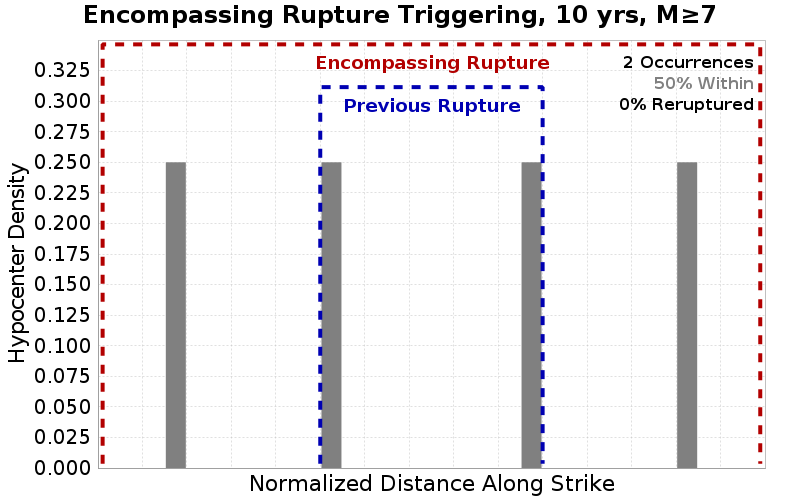 Encompassing Rupture Triggering, 10 yrs, M≥7
Encompassing Rupture
2 Occurrences
50% Within
0% Reruptured
Previous Rupture
Hypocenter Density
0.325
0.300
0.275
0.250
0.225
0.200
0.175
0.150
0.125
0.100
0.075
0.050
0.025
0.000
Normalized Distance Along Strike